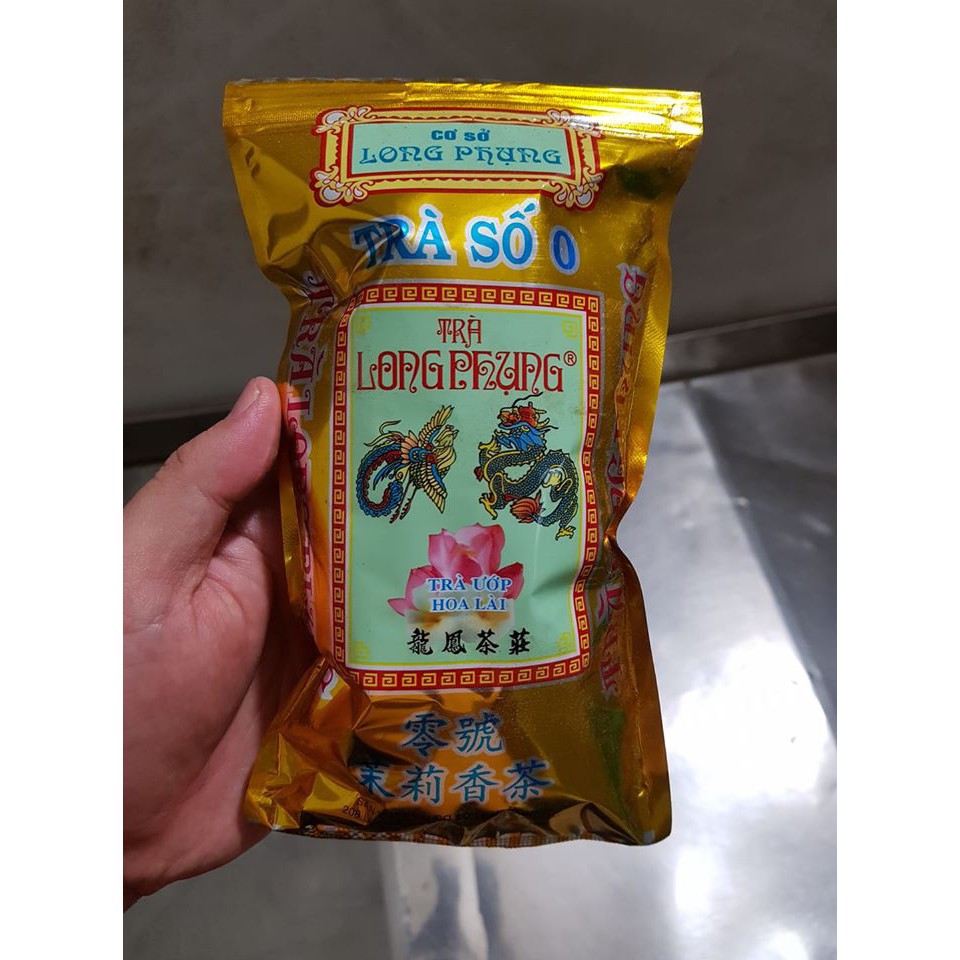 CƠ SỞ
LONG PHỤNG
TRÀ SỐ 0
TRÀ
LONG PHỤNG®
TRÀ ƯỚP
HOA LÀI
龍鳳茶莊
零號
茉莉香茶